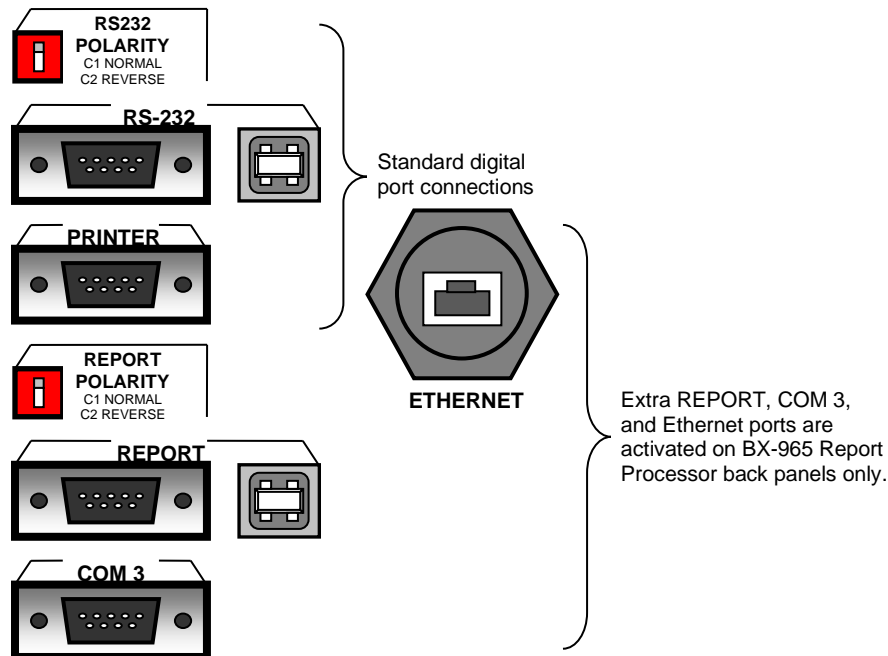 RS232
POLARITY
C1 NORMAL
C2 REVERSE
RS-232
Standard digital
port connections
PRINTER
REPORT
POLARITY
C1 NORMAL
C2 REVERSE
ETHERNET
Extra REPORT, COM 3,
and Ethernet ports are
activated on BX-965 Report
Processor back panels only.
REPORT
COM 3